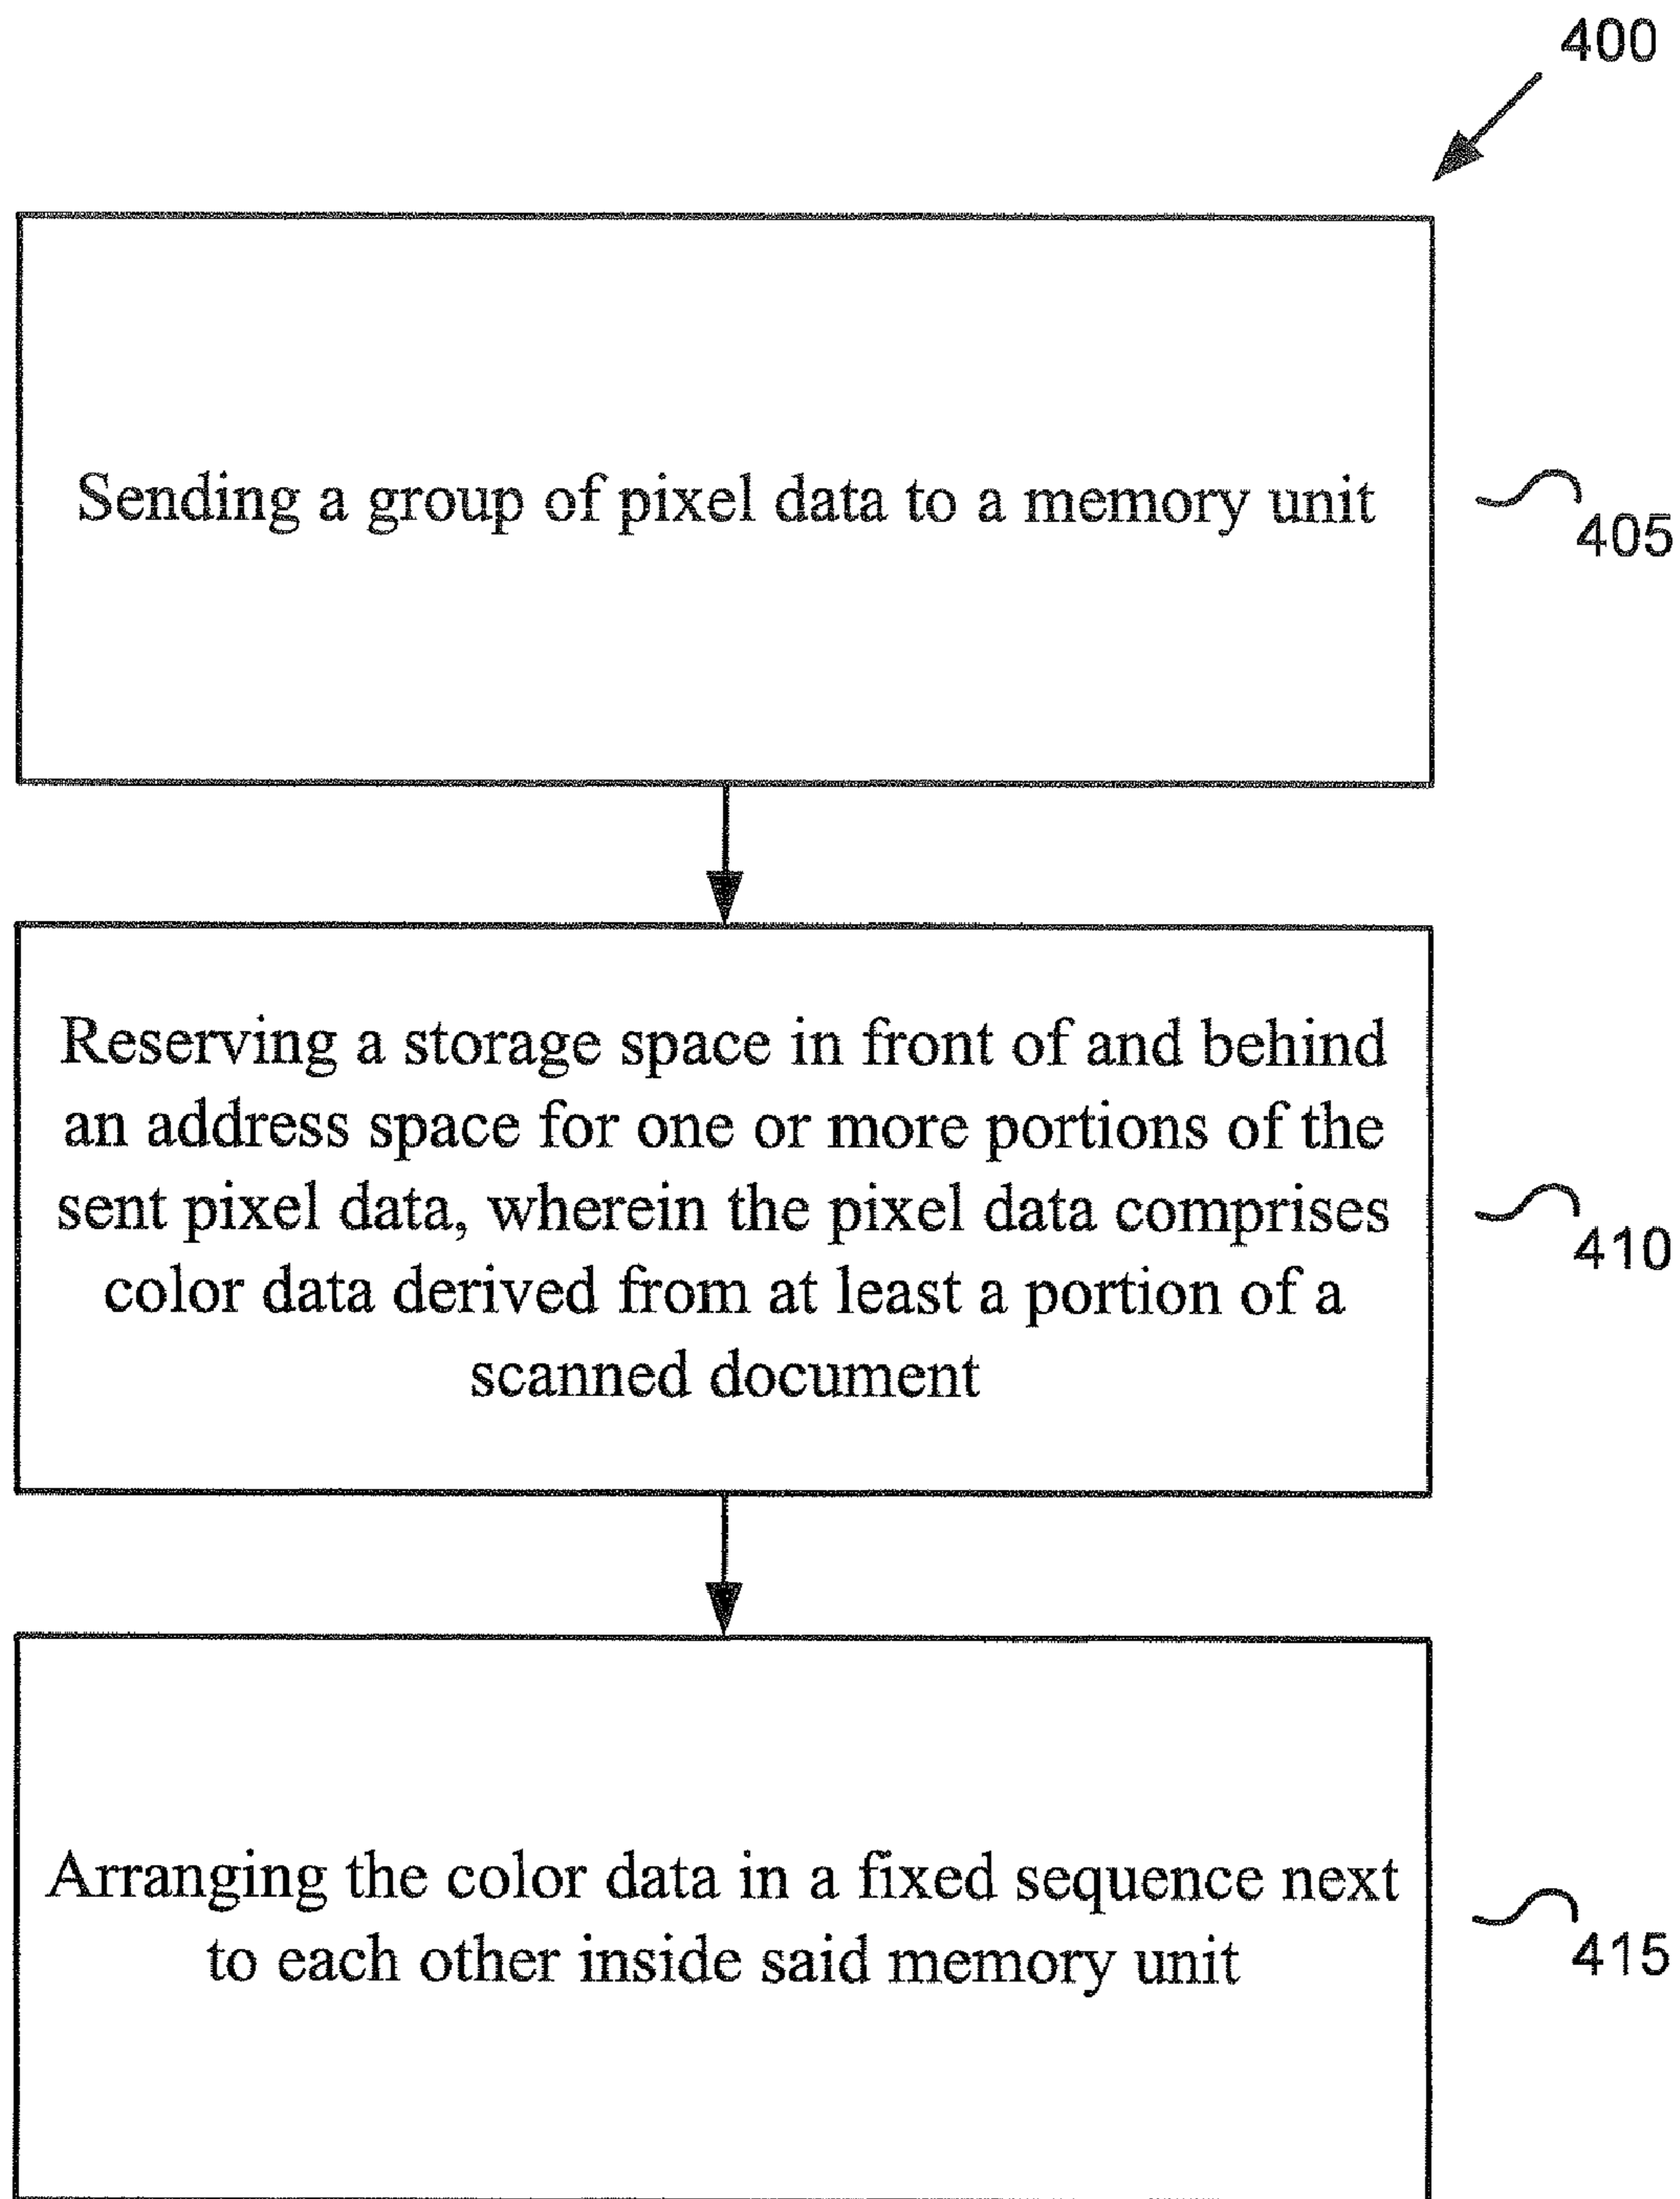 400
Sending a group of pixel data to a memory unit
405
Reserving a storage space in front of and behind
an address space for one or more portions of the
sent pixel data, wherein the pixel data comprises
color data derived from at least a portion of a
scanned document
410
Arranging the color data in a fixed sequence next
to each other inside said memory unit
415